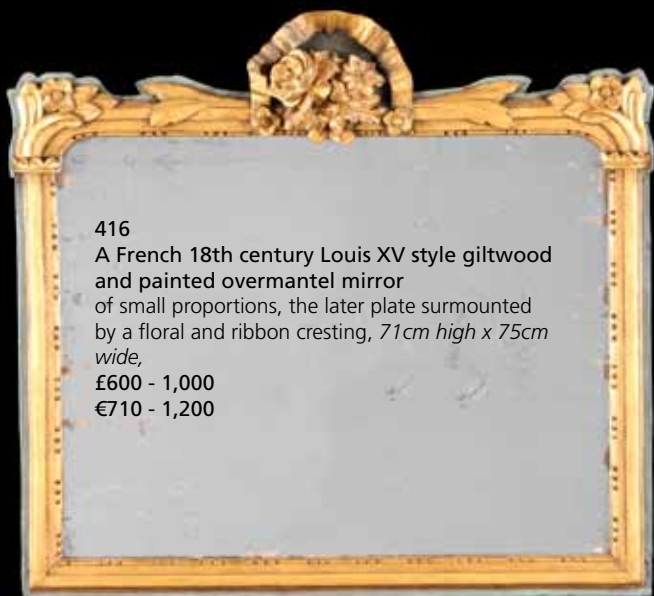 416
A French 18th century Louis XV style giltwood
and painted overmantel mirror
of small proportions, the later plate surmounted
by a floral and ribbon cresting, 71cm high x 75cm
wide,
£600 - 1,000
€710 - 1,200